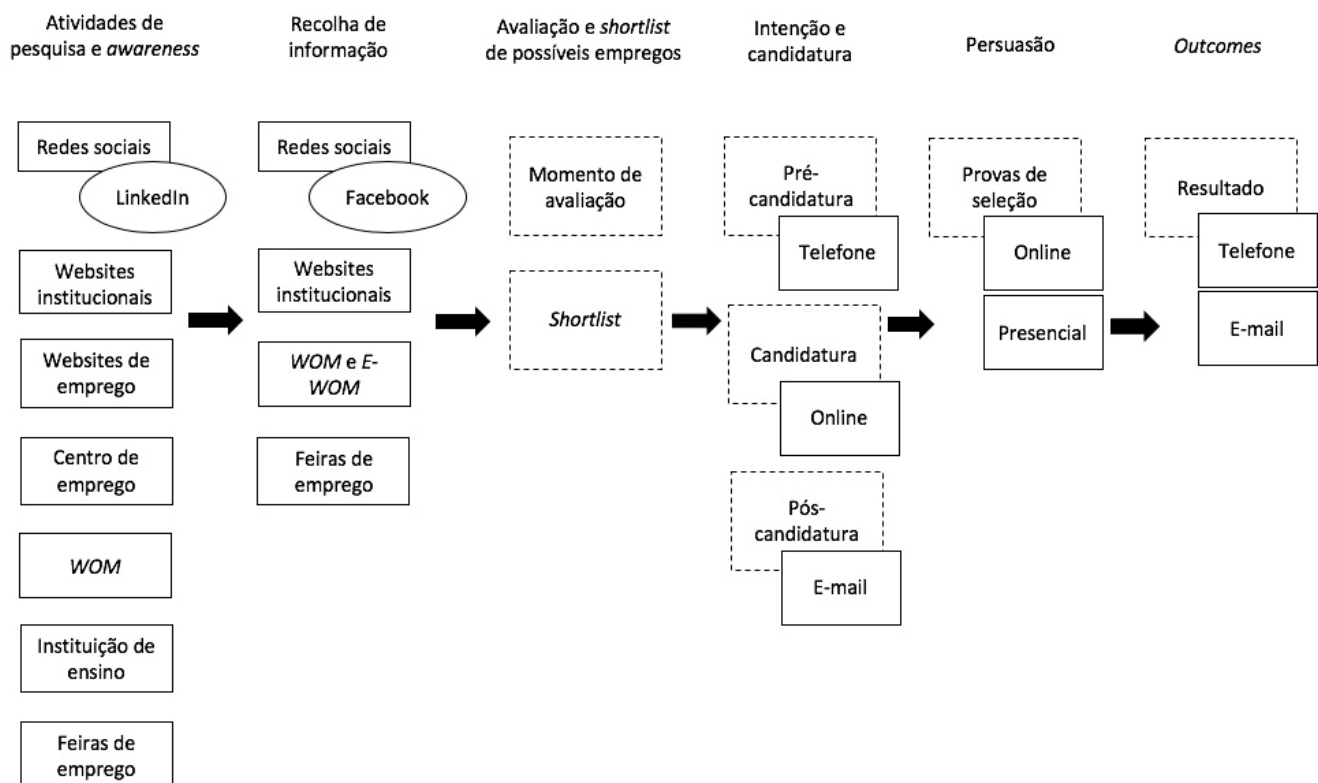 Atividades de
pesquisa e awareness
Recolha de
informação
Avaliação e shortlist
de possíveis empregos
Intenção e
candidatura
Persuasão
Outcomes
Redes sociais
LinkedIn
Websites
institucionais
Websites de
emprego
Centro de
emprego
WOM
Instituição de
ensino
Feiras de
emprego
Redes sociais
Facebook
Websites
institucionais
WOM e E-
WOM
Feiras de
emprego
Momento de
avaliação
Shortlist
Pré-
candidatura
Telefone
Candidatura
Online
Pós-
candidatura
E-mail
Provas de
seleção
Online
Presencial
Resultado
Telefone
E-mail